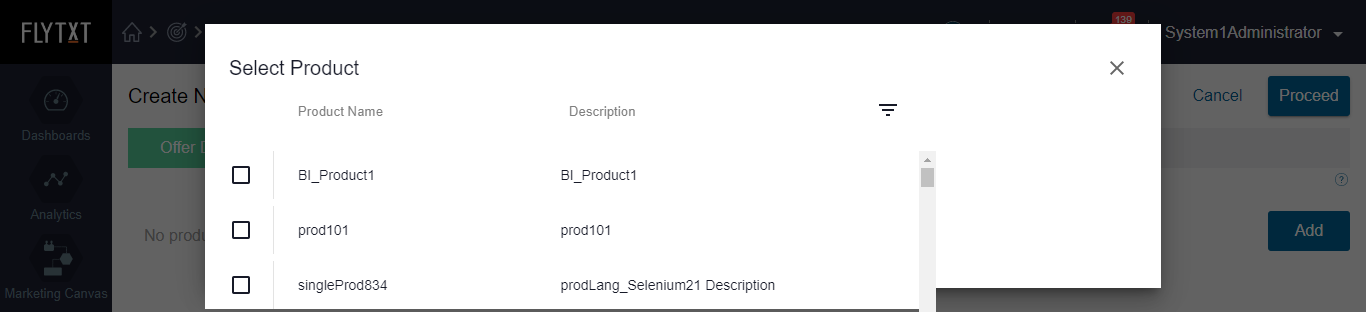 FLYTXT
139
System1Administrator
Select Product
Create N
Cancel
Proceed
Product Name
Description
Dashboards
Offer D
BI_Product1
BI_Product1
Analytics
prod101
prod101
No produ
Add
singleProd834
prodLang_Selenium21 Description
Marketing Canvas